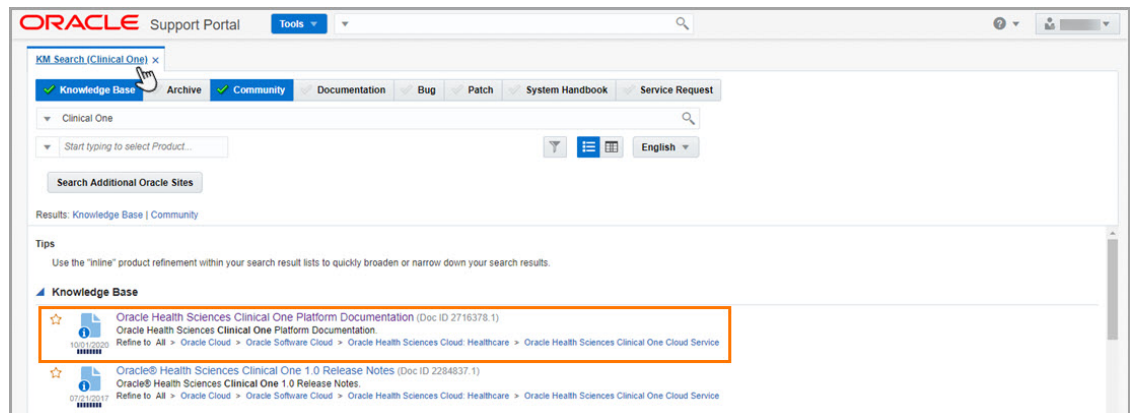 ORACLE Support Portal Tools
KM Search (Clinical One) ×
Knowledge Base Archive Community Documentation Bug Patch System Handbook Service Request
Clinical One
Start typing to select Product... English
Search Additional Oracle Sites
Results: Knowledge Base | Community
Tips
Use the "inline" product refinement within your search result lists to quickly broaden or narrow down your search results.
Knowledge Base
Oracle Health Sciences Clinical One Platform Documentation (Doc ID 2716378.1)
Oracle Health Sciences Clinical One Platform Documentation.
10/01/2020 Refine to All > Oracle Cloud > Oracle Software Cloud > Oracle Health Sciences Cloud: Healthcare > Oracle Health Sciences Clinical One Cloud Service
Oracle® Health Sciences Clinical One 1.0 Release Notes (Doc ID 2284837.1)
Oracle® Health Sciences Clinical One 1.0 Release Notes.
07/21/2017 Refine to All > Oracle Cloud > Oracle Software Cloud > Oracle Health Sciences Cloud: Healthcare > Oracle Health Sciences Clinical One Cloud Service